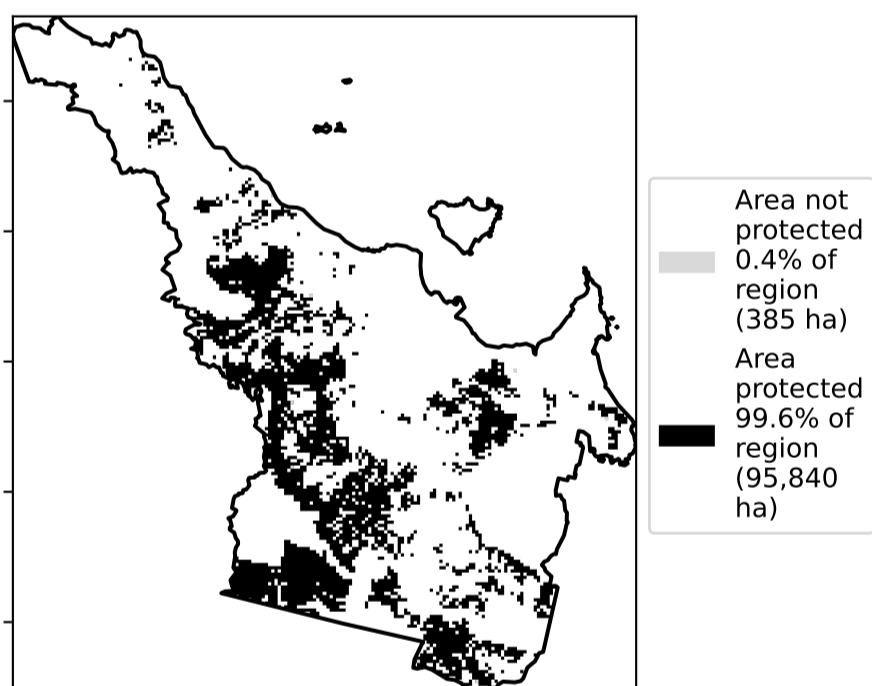 Area not
protected
0.4% of
region
(385 ha)
Area
protected
99.6% of
region
(95,840
ha)